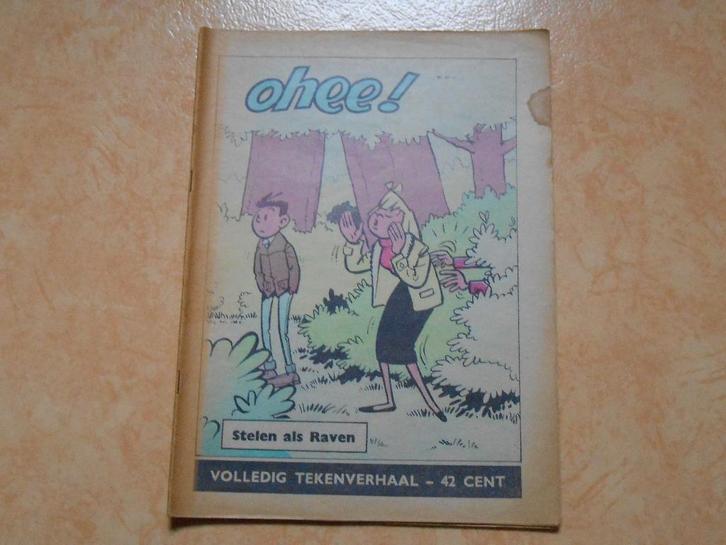 ohee!
Stelen als Raven
VOLLEDIG TEKENVERHAAL - 42 CENT